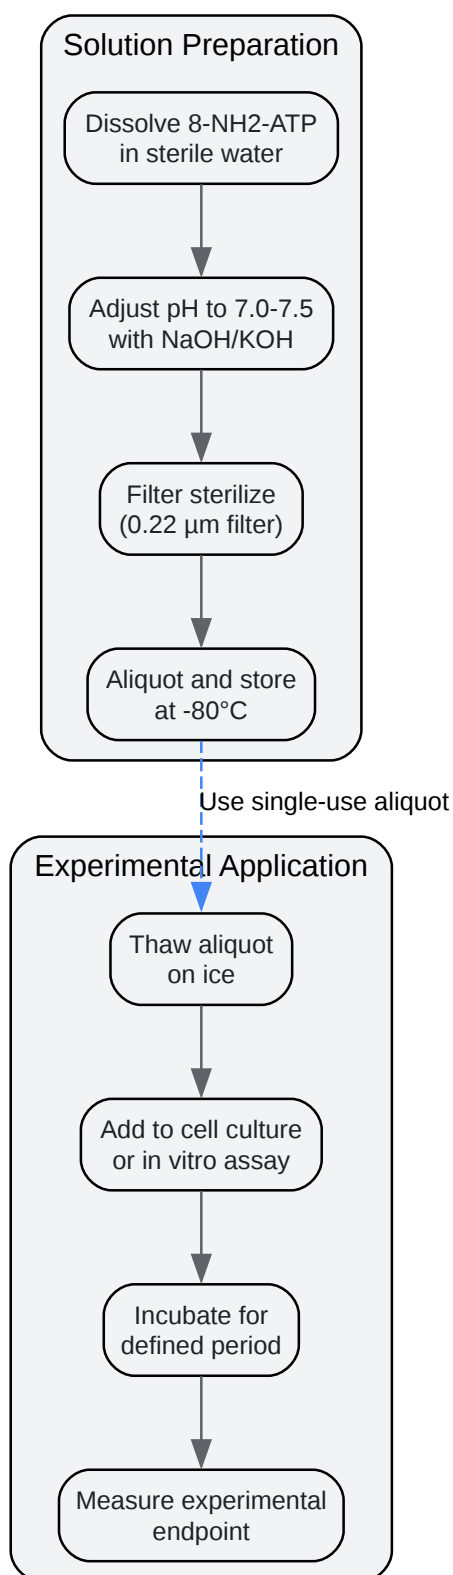 Solution Preparation
Dissolve 8-NH2-ATP
in sterile water
Adjust pH to 7.0-7.5
with NaOH/KOH
Filter sterilize
(0.22 µm filter)
Aliquot and store
at -80°C
Use single-use aliquot
Experimental Application
Thaw aliquot
on ice
Add to cell culture
or in vitro assay
Incubate for
defined period
Measure experimental
endpoint